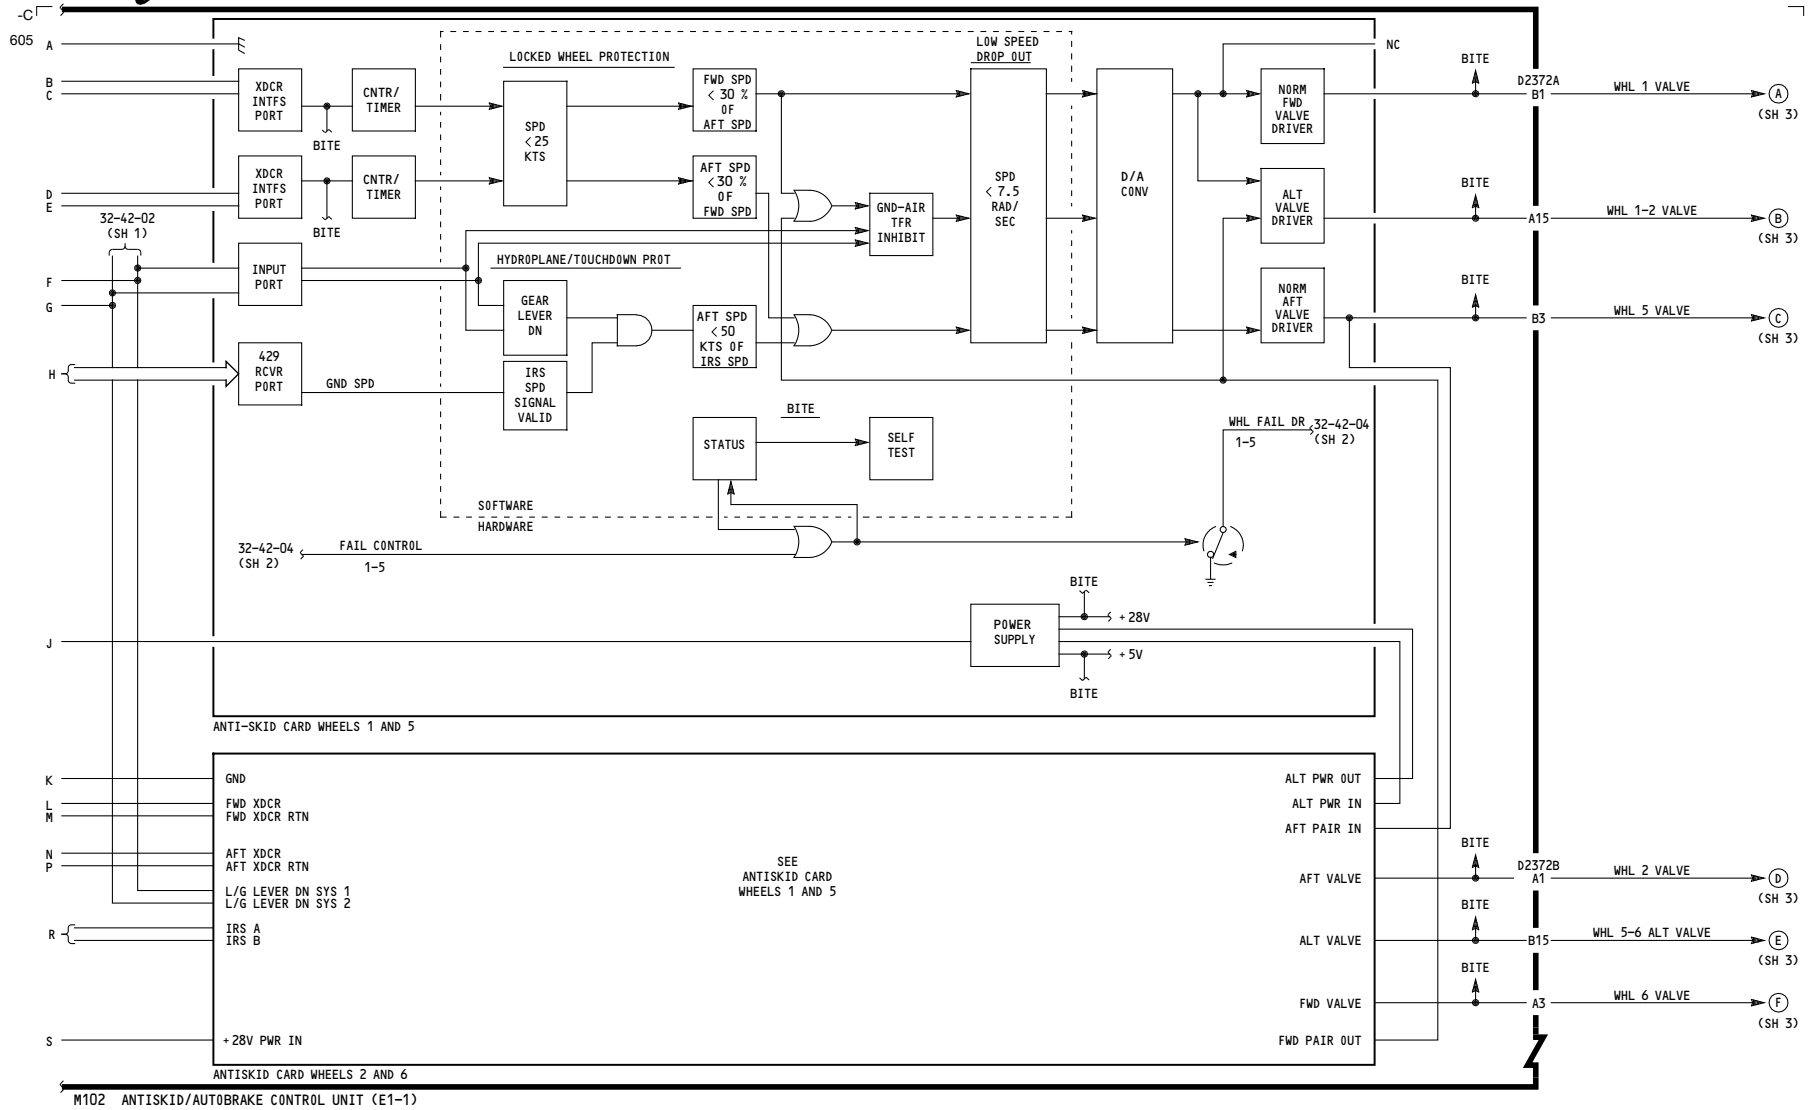 -C
605
A
B
C
D
E
32-42-02
(SH 1)
F
G
H
J
K
L
M
N
P
R
S
XDCR
INTFS
PORT
BITE
CNTR/
TIMER
XDCR
INTFS
PORT
BITE
CNTR/
TIMER
INPUT
PORT
429
RCVR
PORT
GND SPD
LOCKED WHEEL PROTECTION
SPD
<25
KTS
FWD SPD
< 30 %
OF
AFT SPD
AFT SPD
<30 %
OF
FWD SPD
HYDROPLANE/TOUCHDOWN PROT
GEAR
LEVER
DN
IRS
SPD
SIGNAL
VALID
AFT SPD
<50
KTS OF
IRS SPD
GND-AIR
TFR
INHIBIT
LOW SPEED
DROP OUT
SPD
< 7.5
RAD/
SEC
D/A
CONV
NC
NORM
FWD
VALVE
DRIVER
ALT
VALVE
DRIVER
NORM
AFT
VALVE
DRIVER
BITE
D2372A
B1
WHL 1 VALVE
A
(SH 3)
BITE
A15
WHL 1-2 VALVE
B
(SH 3)
BITE
B3
WHL 5 VALVE
C
(SH 3)
BITE
STATUS
SELF
TEST
SOFTWARE
HARDWARE
32-42-04
(SH 2)
FAIL CONTROL
1-5
WHL FAIL DR
1-5
32-42-04
(SH 2)
POWER
SUPPLY
BITE
+28V
+5V
BITE
ANTI-SKID CARD WHEELS 1 AND 5
GND
FWD XDCR
FWD XDCR RTN
AFT XDCR
AFT XDCR RTN
L/G LEVER DN SYS 1
L/G LEVER DN SYS 2
IRS A
IRS B
+28V PWR IN
SEE
ANTISKID CARD
WHEELS 1 AND 5
ALT PWR OUT
ALT PWR IN
AFT PAIR IN
AFT VALVE
ALT VALVE
FWD VALVE
FWD PAIR OUT
BITE
D2372B
A1
WHL 2 VALVE
D
(SH 3)
BITE
B15
WHL 5-6 ALT VALVE
E
(SH 3)
BITE
A3
WHL 6 VALVE
F
(SH 3)
ANTISKID CARD WHEELS 2 AND 6
M102 ANTISKID/AUTOBRAKE CONTROL UNIT (E1-1)